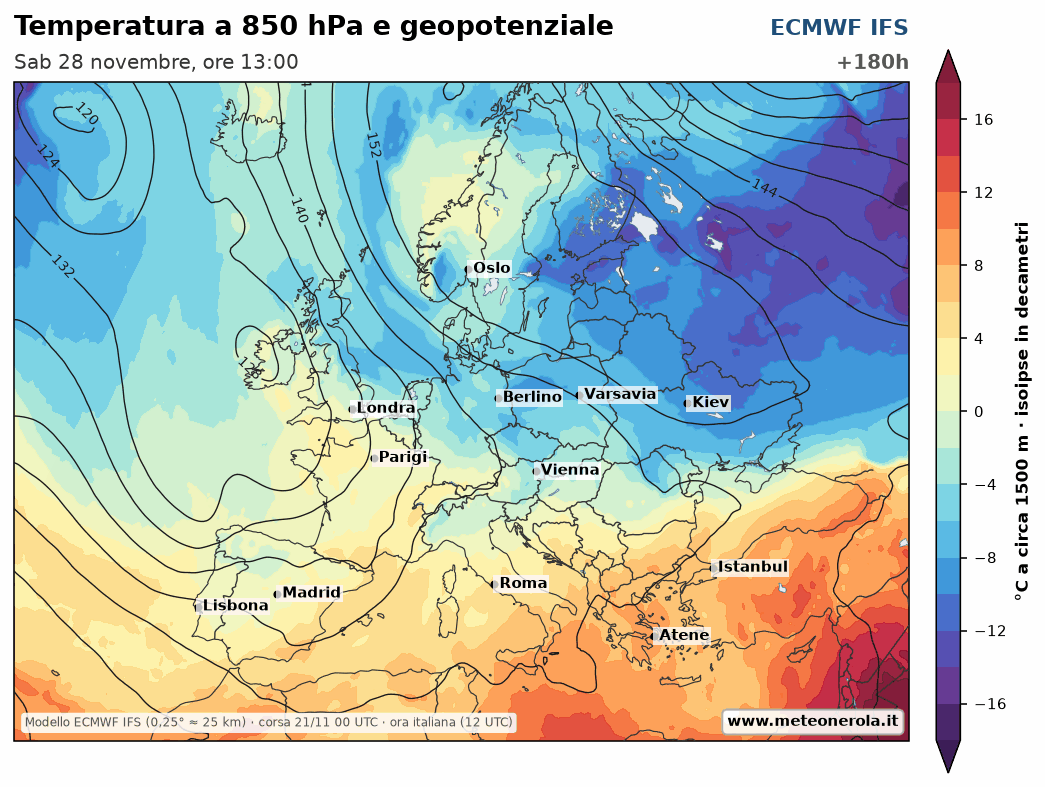 Temperatura a 850 hPa e geopotenziale
ECMWF IFS
Sab 28 novembre, ore 13:00
+180h
120
124
152
144
140
132
Oslo
Berlino
Varsavia
Kiev
Londra
Parigi
Vienna
Istanbul
Roma
Madrid
Lisbona
Atene
Modello ECMWF IFS (0,25° ≈ 25 km) · corsa 21/11 00 UTC · ora italiana (12 UTC)
www.meteonerola.it
16
12
8
4
0
−4
−8
−12
−16
°C a circa 1500 m · isoipse in decametri